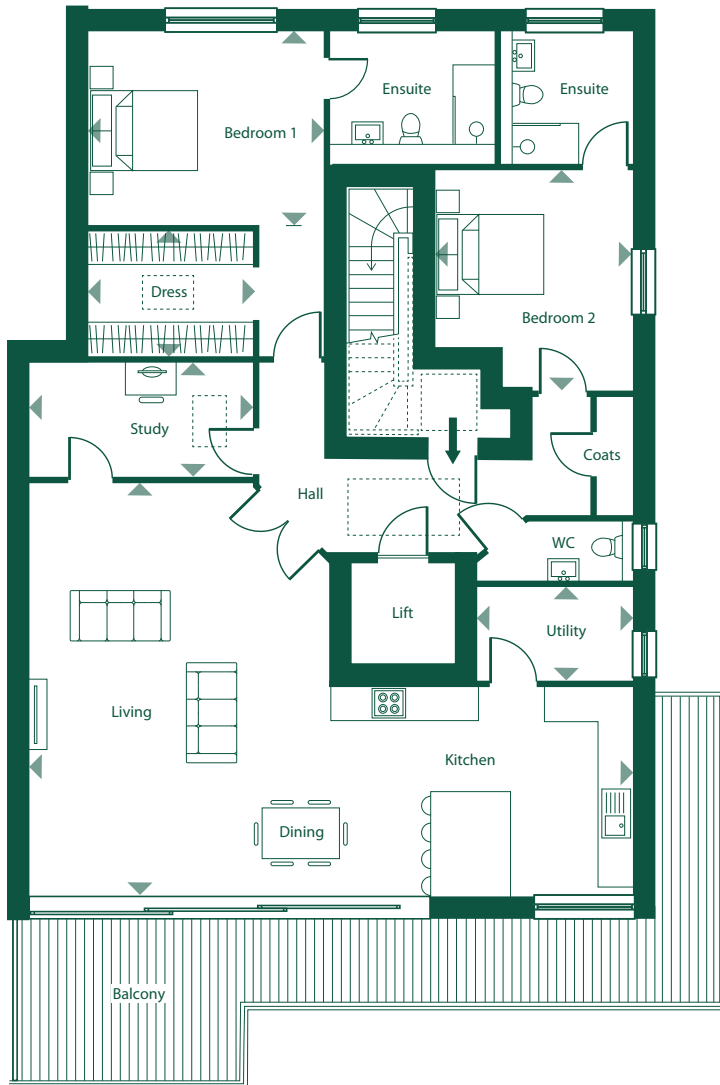 Ensuite
Ensuite
Bedroom 1
Dress
Bedroom 2
Study
Coats
Hall
WC
Lift
Utility
Living
Kitchen
Dining
Balcony